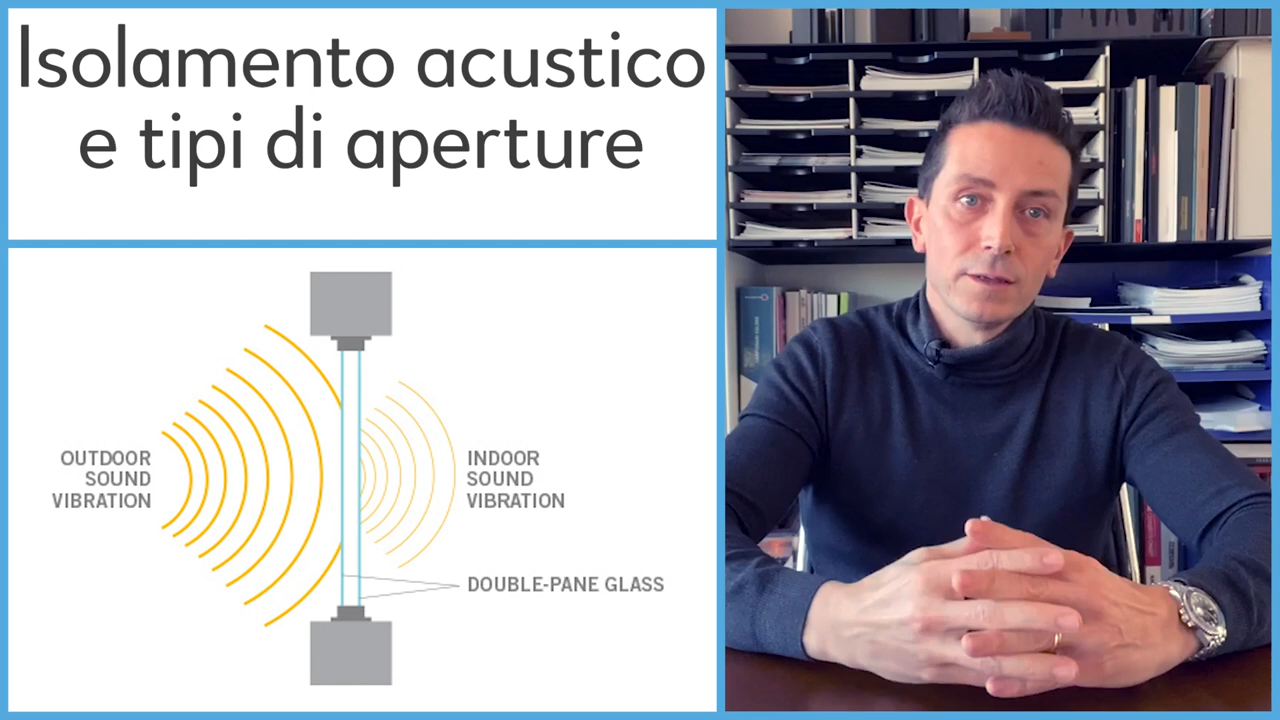 Isolamento acustico
e tipi di aperture
OUTDOOR
SOUND
VIBRATION
INDOOR
SOUND
VIBRATION
DOUBLE-PANE GLASS